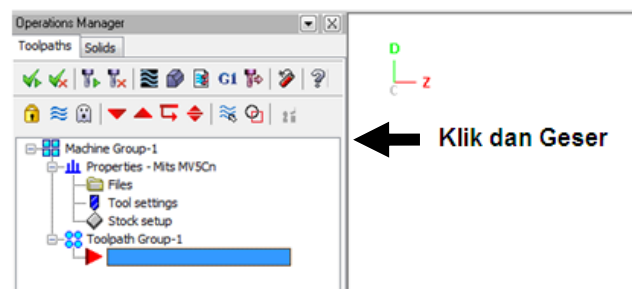 Operations Manager
Toolpaths Solids
G1
Machine Group-1
Properties - Mits MV5Cn
Files
Tool settings
Stock setup
Toolpath Group-1
D
Z
C
Klik dan Geser